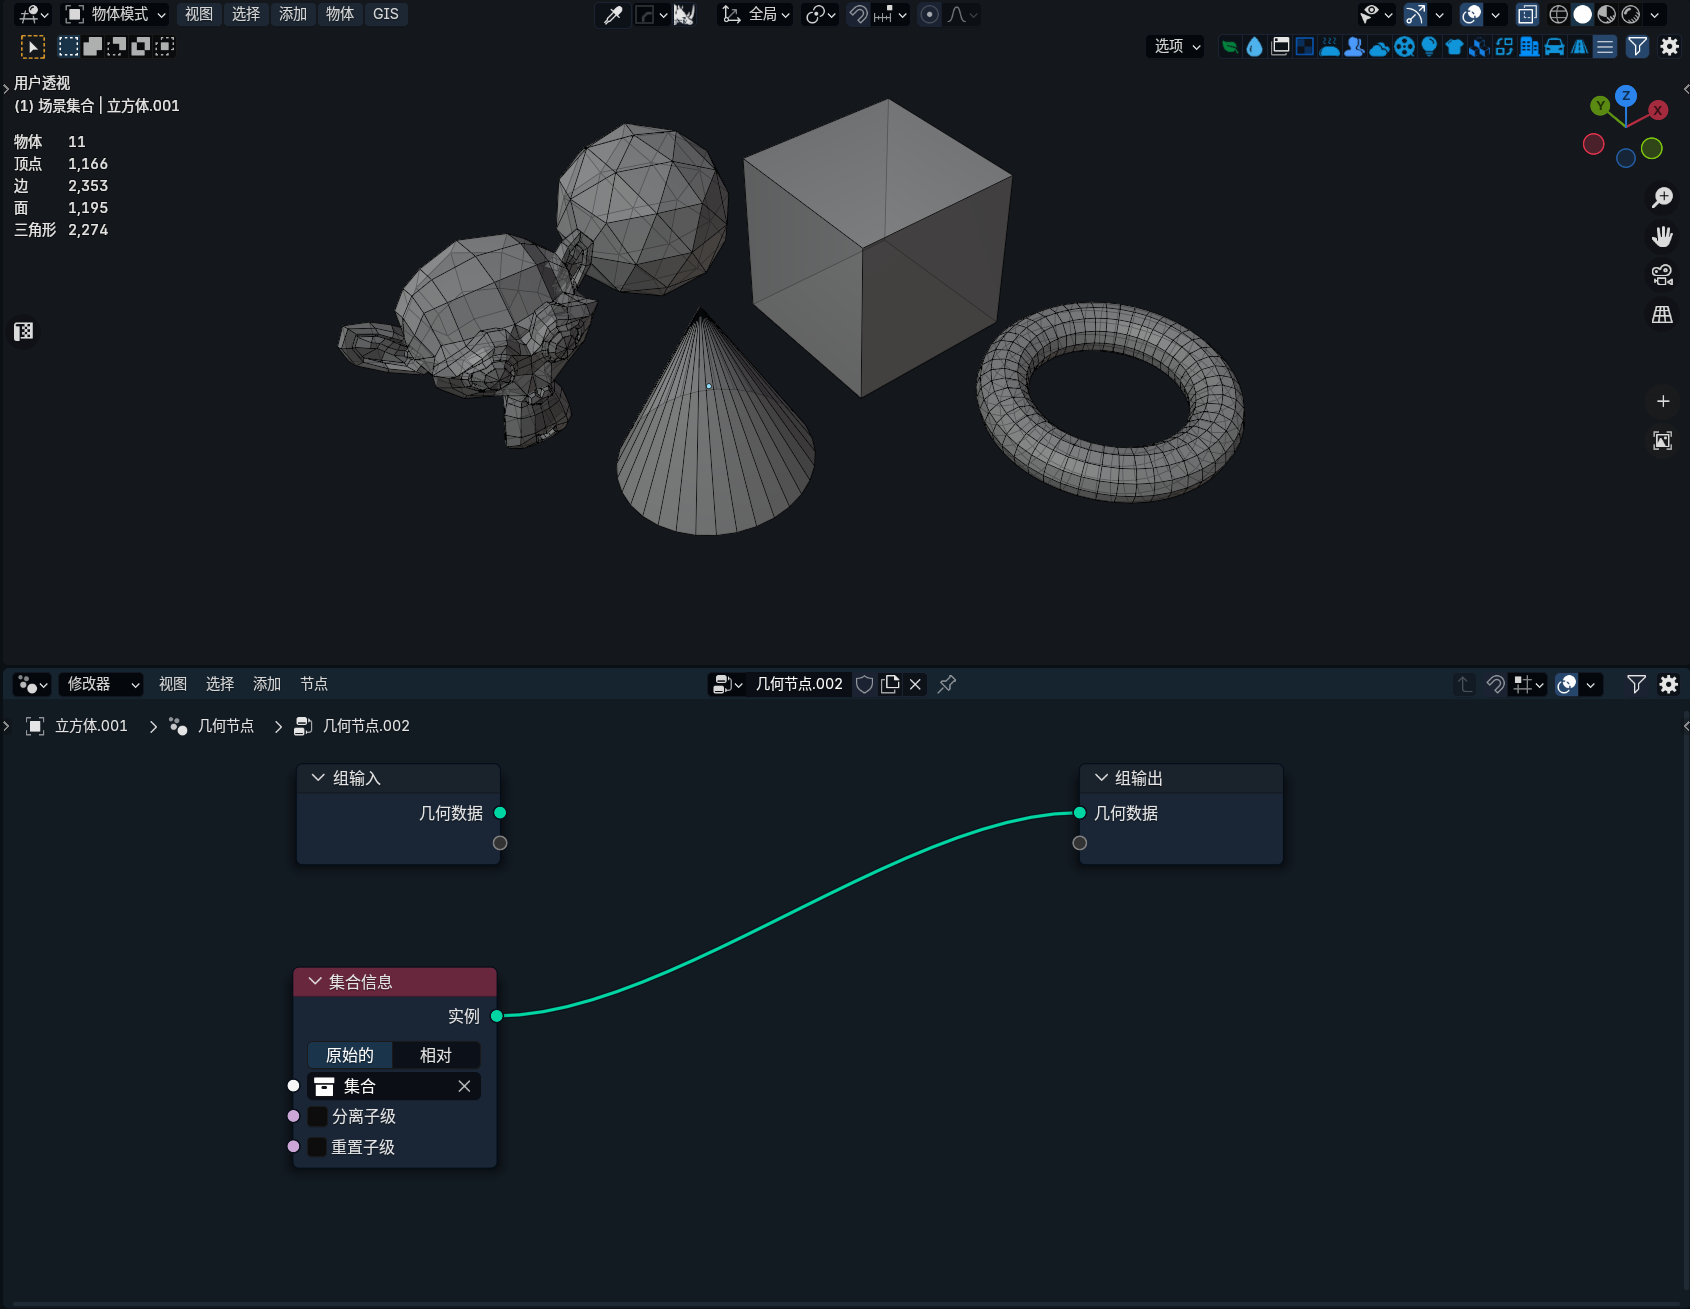 物体模式 视图 选择 添加 物体 GIS 全局
选项
用户透视
(1) 场景集合 | 立方体.001
物体 11
顶点 1,166
边 2,353
面 1,195
三角形 2,274
Z
Y
X
修改器 视图 选择 添加 节点 几何节点.002
立方体.001 几何节点 几何节点.002
组输入
几何数据
组输出
几何数据
集合信息
实例
原始的 相对
集合
分离子级
重置子级